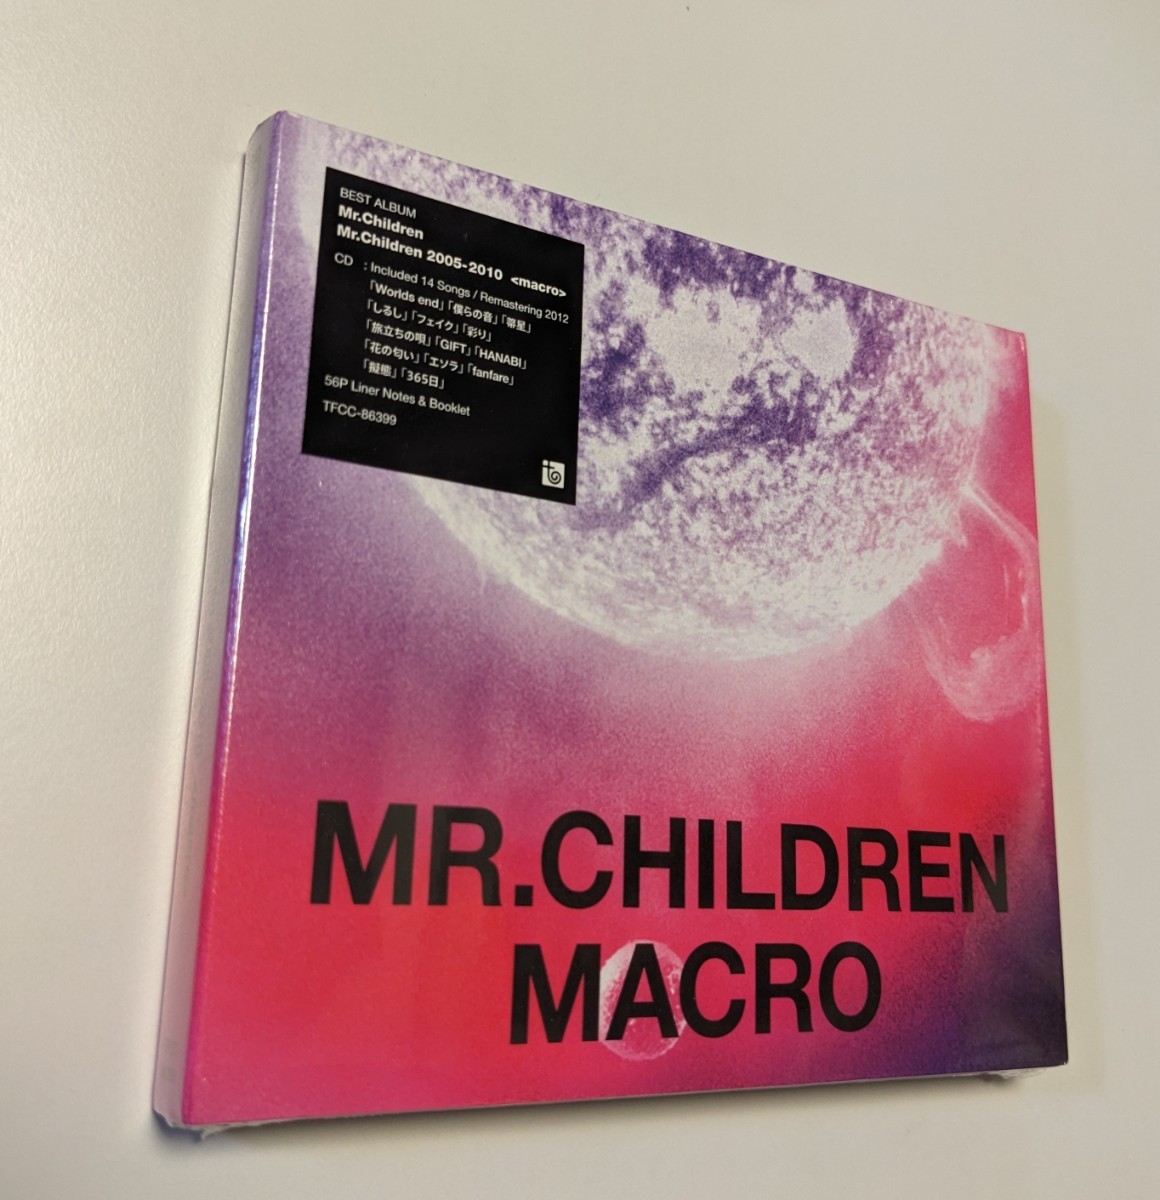 BEST ALBUM
Mr.Children
Mr.Children 2005-2010 <macro>
CD : Included 14 Songs / Remastering 2012
「Worlds end」「僕らの音」「箒星」
「しるし」「フェイク」「彩り」
「旅立ちの唄」「GIFT」「HANABI」
「花の匂い」「エソラ」「fanfare」
「擬態」「365日」
56P Liner Notes & Booklet
TFCC-86399
MR.CHILDREN
MACRO